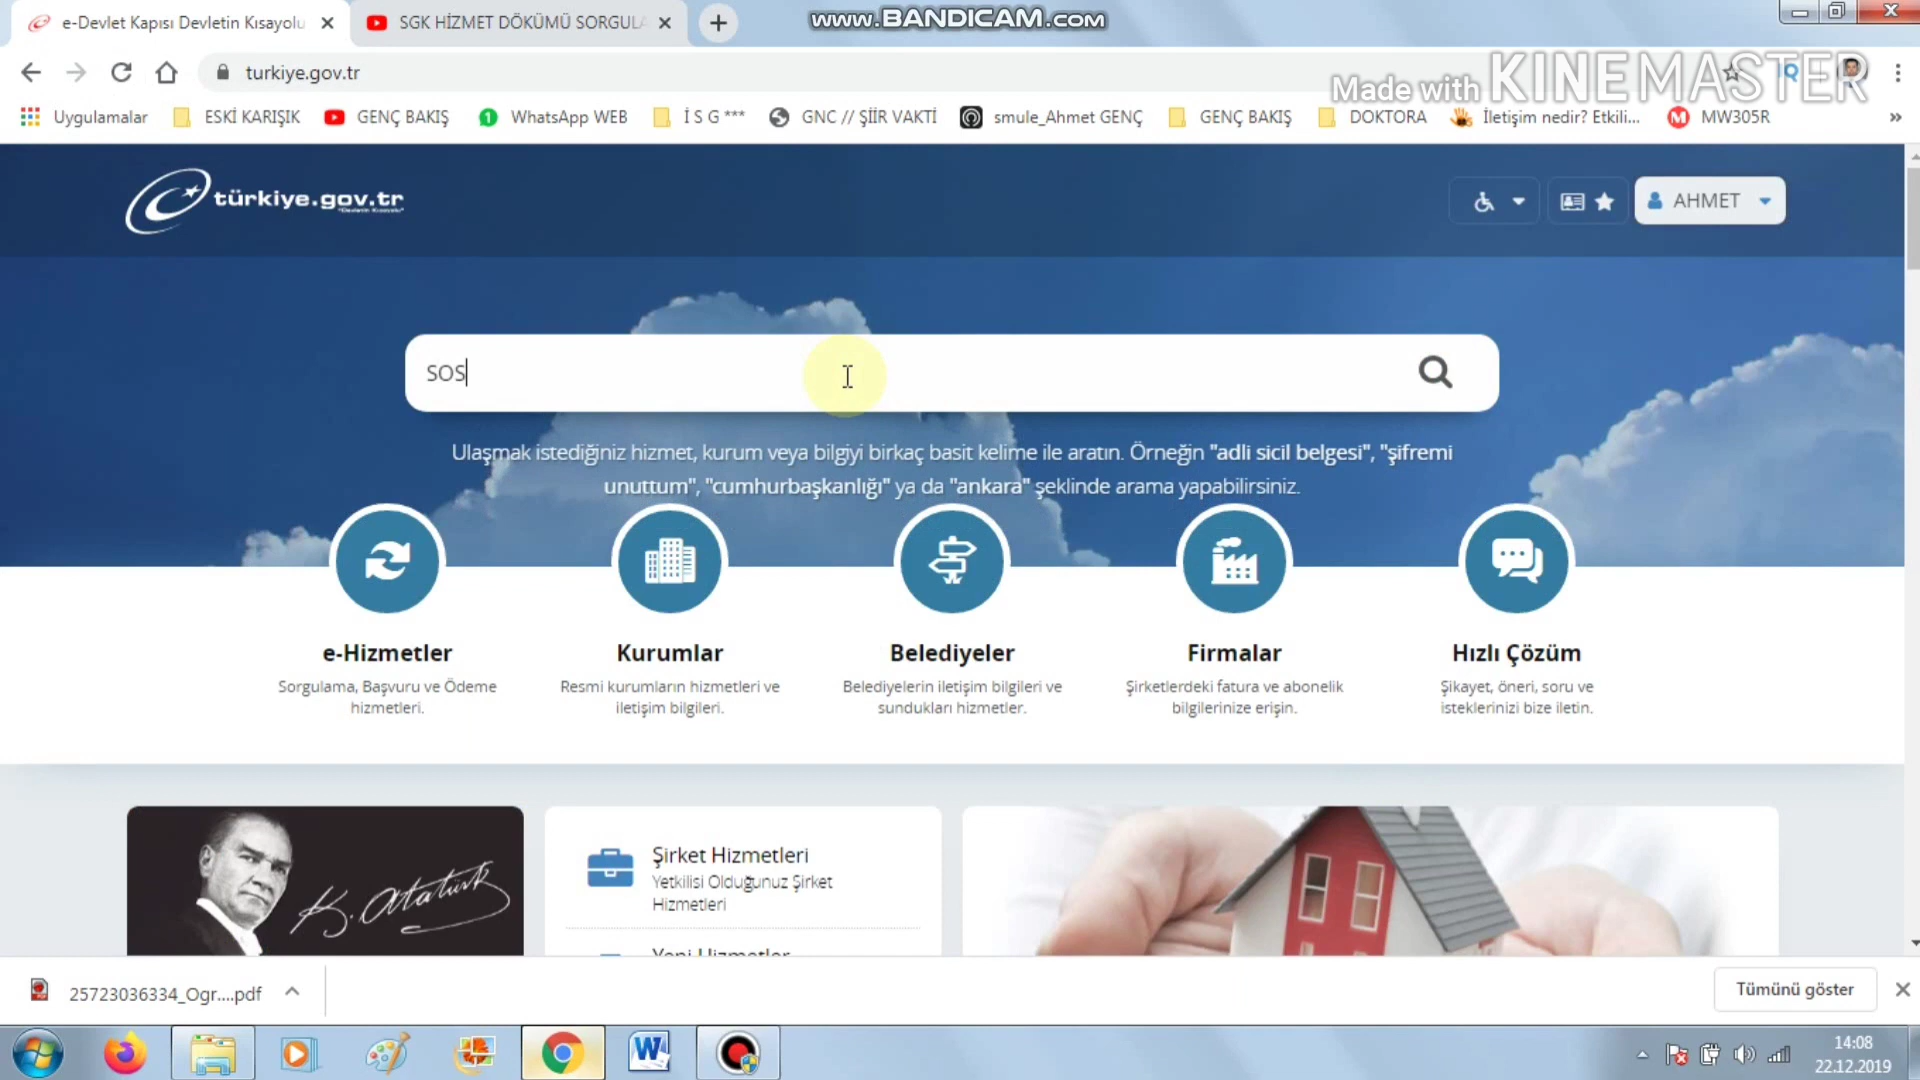 e-Devlet Kapısı Devletin Kısayolu
SGK HİZMET DÖKÜMÜ SORGULA
www.BANDICAM.com
turkiye.gov.tr
Made with KINEMASTER
Uygulamalar
ESKİ KARIŞIK
GENÇ BAKIŞ
WhatsApp WEB
İ S G ***
GNC // ŞİİR VAKTİ
smule_Ahmet GENÇ
GENÇ BAKIŞ
DOKTORA
İletişim nedir? Etkili...
MW305R
türkiye.gov.tr
"Devletin Kısayolu"
AHMET
SOS
Ulaşmak istediğiniz hizmet, kurum veya bilgiyi birkaç basit kelime ile aratın. Örneğin "adli sicil belgesi", "şifremi
unuttum", "cumhurbaşkanlığı" ya da "ankara" şeklinde arama yapabilirsiniz.
e-Hizmetler
Sorgulama, Başvuru ve Ödeme
hizmetleri.
Kurumlar
Resmi kurumların hizmetleri ve
iletişim bilgileri.
Belediyeler
Belediyelerin iletişim bilgileri ve
sundukları hizmetler.
Firmalar
Şirketlerdeki fatura ve abonelik
bilgilerinize erişin.
Hızlı Çözüm
Şikayet, öneri, soru ve
isteklerinizi bize iletin.
K. Atatürk
Şirket Hizmetleri
Yetkilisi Olduğunuz Şirket
Hizmetleri
Yeni Hizmetler
25723036334_Ogr....pdf
Tümünü göster
14:08
22.12.2019